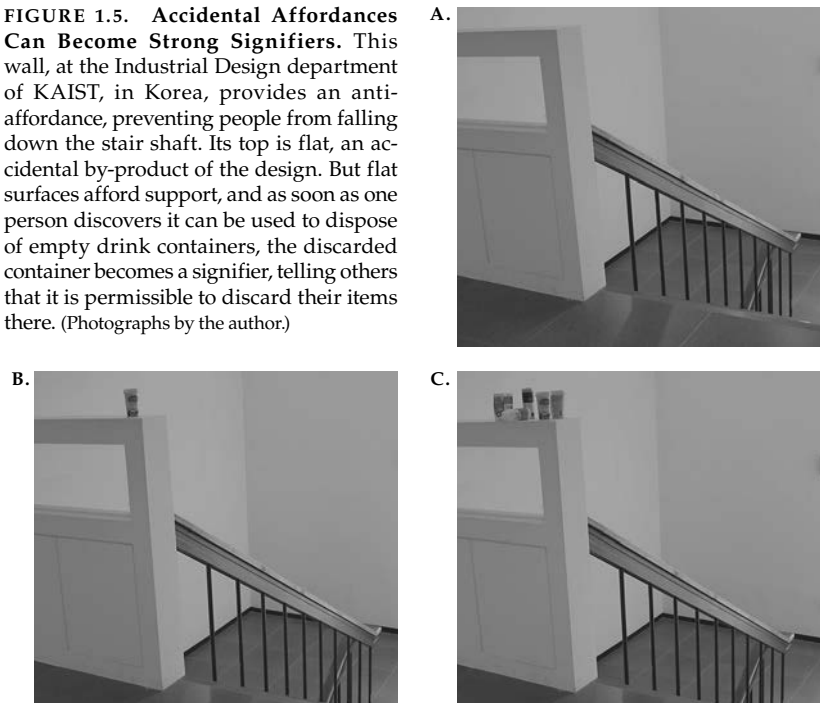 FIGURE 1.5. Accidental Affordances
Can Become Strong Signifiers. This
wall, at the Industrial Design department
of KAIST, in Korea, provides an anti-
affordance, preventing people from falling
down the stair shaft. Its top is flat, an ac-
cidental by-product of the design. But flat
surfaces afford support, and as soon as one
person discovers it can be used to dispose
of empty drink containers, the discarded
container becomes a signifier, telling others
that it is permissible to discard their items
there. (Photographs by the author.)
A.
B.
C.